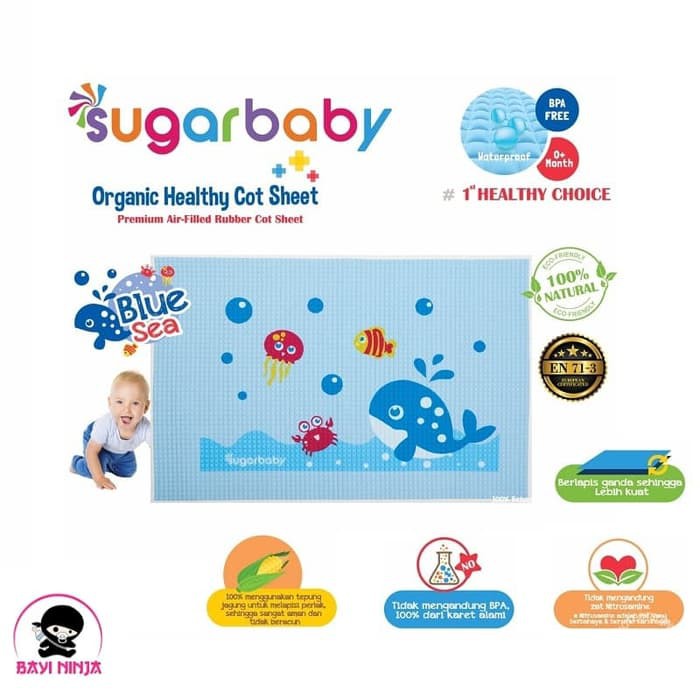 sugarbaby
Organic Healthy Cot Sheet
Premium Air-Filled Rubber Cot Sheet
Waterproof
BPA
FREE
0+
Month
# 1st HEALTHY CHOICE
Blue
Sea
ECO-FRIENDLY
100%
NATURAL
ECO-FRIENDLY
EN 71-3
EUROPEAN
CERTIFICATED
sugarbaby
100%
Berlapis ganda sehingga
Lebih kuat
100% menggunakan tepung
jagung untuk melapisi perlak,
sehingga sangat aman dan
tidak beracun
NO
Tidak mengandung BPA,
100% dari karet alami
Tidak mengandung
zat Nitrosamine.
BAYI NINJA